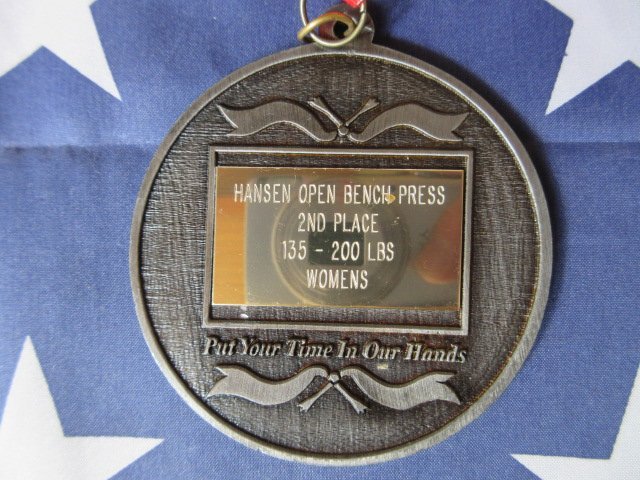 HANSEN OPEN BENCH PRESS
2ND PLACE
135 - 200 LBS
WOMENS
Put Your Time In Our Hands